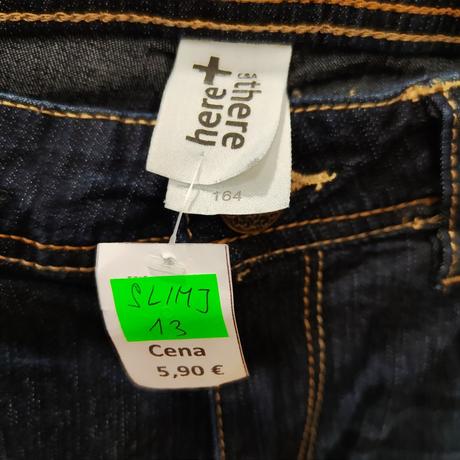 here+
there
164
SLIMJ
13
Cena
5,90 €